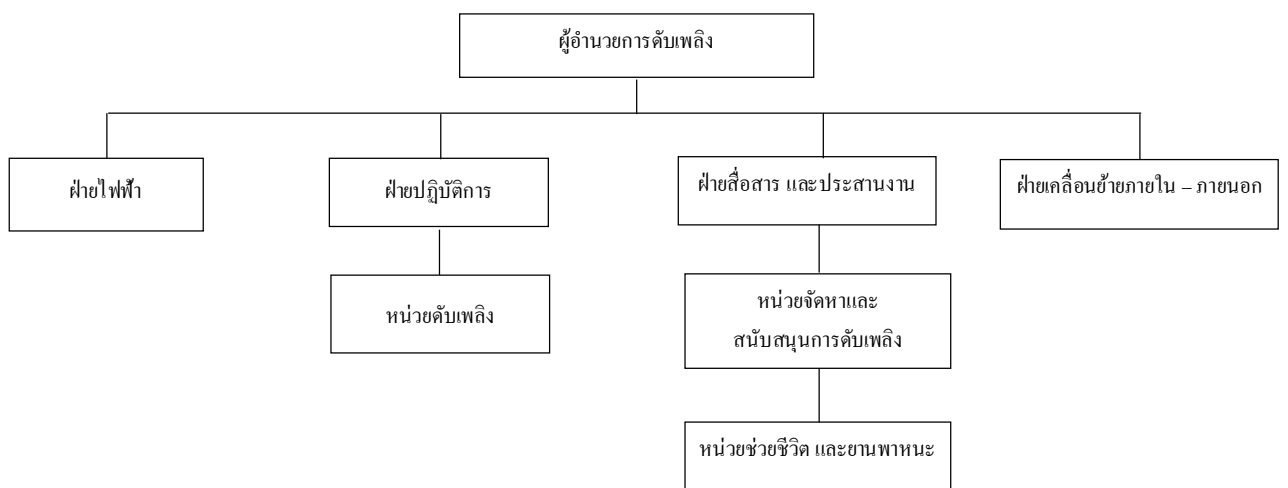 ผู้อำนวยการดับเพลิง
ฝ่ายไฟฟ้า
ฝ่ายปฏิบัติการ
ฝ่ายสื่อสาร และประสานงาน
ฝ่ายเคลื่อนย้ายภายใน – ภายนอก
หน่วยดับเพลิง
หน่วยจัดหาและ
สนับสนุนการดับเพลิง
หน่วยช่วยชีวิต และยานพาหนะ